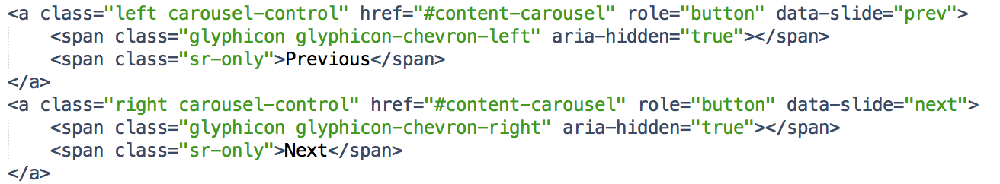 <a class="left carousel-control" href="#content-carousel" role="button" data-slide="prev">
    <span class="glyphicon glyphicon-chevron-left" aria-hidden="true"></span>
    <span class="sr-only">Previous</span>
</a>
<a class="right carousel-control" href="#content-carousel" role="button" data-slide="next">
    <span class="glyphicon glyphicon-chevron-right" aria-hidden="true"></span>
    <span class="sr-only">Next</span>
</a>